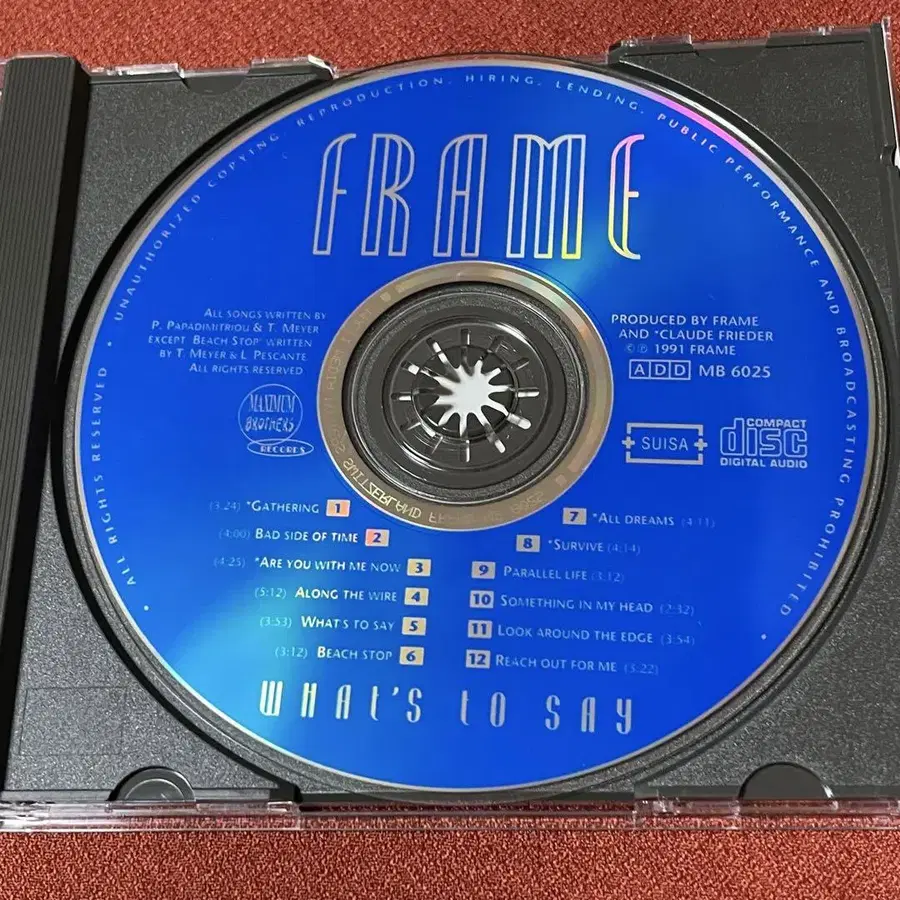 • UNAUTHORIZED COPYING, REPRODUCTION, HIRING, LENDING, PUBLIC PERFORMANCE AND BROADCASTING PROHIBITED • ALL RIGHTS RESERVED
FRAME
ALL SONGS WRITTEN BY
P. PAPADIMITRIOU & T. MEYER
EXCEPT 'BEACH STOP' WRITTEN
BY T. MEYER & L. PESCANTE
ALL RIGHTS RESERVED
PRODUCED BY FRAME
AND *CLAUDE FRIEDER
© ℗ 1991 FRAME
ADD MB 6025
MAXIMUM
BROTHERS
RECORDS
SUISA
COMPACT
disc
DIGITAL AUDIO
SWITZERLAND
(3:24) *GATHERING 1
(4:00) BAD SIDE OF TIME 2
(4:25) *ARE YOU WITH ME NOW 3
(5:12) ALONG THE WIRE 4
(3:53) WHAT'S TO SAY 5
(3:12) BEACH STOP 6
7 *ALL DREAMS (4:11)
8 *SURVIVE (4:14)
9 PARALLEL LIFE (3:12)
10 SOMETHING IN MY HEAD (2:32)
11 LOOK AROUND THE EDGE (3:54)
12 REACH OUT FOR ME (3:22)
WHAT'S TO SAY